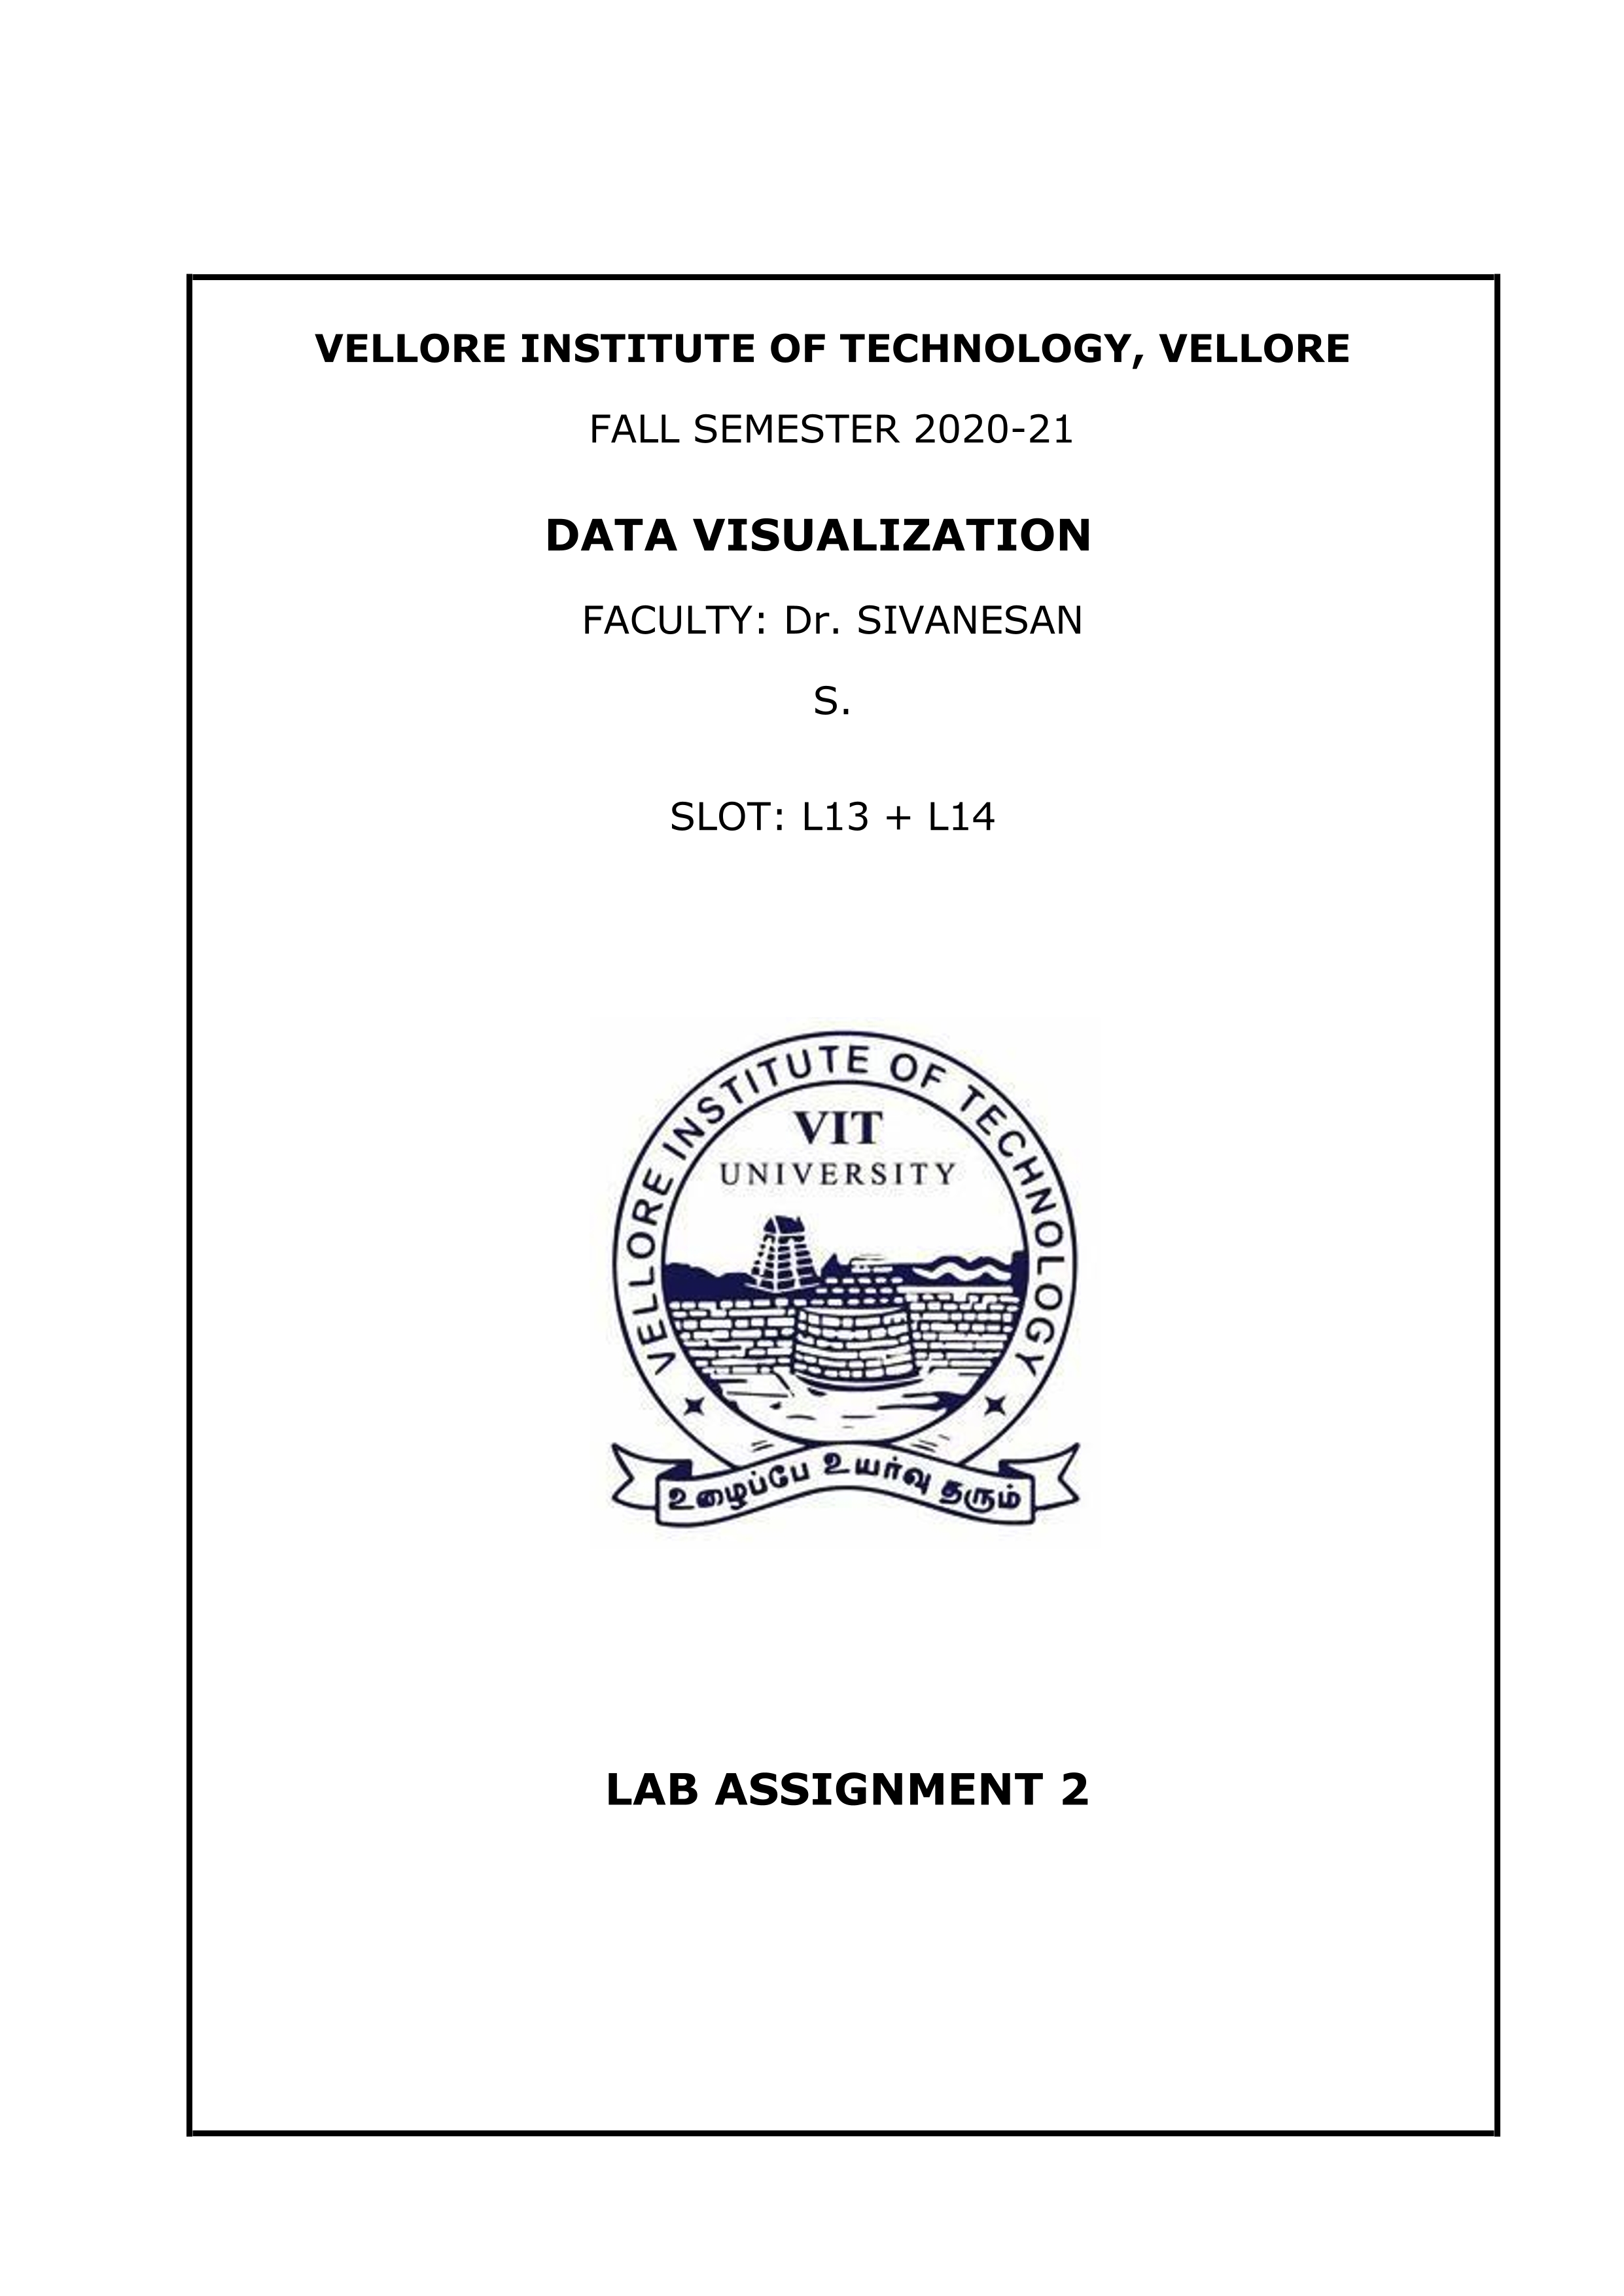 VELLORE INSTITUTE OF TECHNOLOGY, VELLORE
FALL SEMESTER 2020-21
DATA VISUALIZATION
FACULTY: Dr. SIVANESAN
S.
SLOT: L13 + L14
VELLORE INSTITUTE OF TECHNOLOGY
VIT
UNIVERSITY
உழைப்பே உயர்வு தரும்
LAB ASSIGNMENT 2